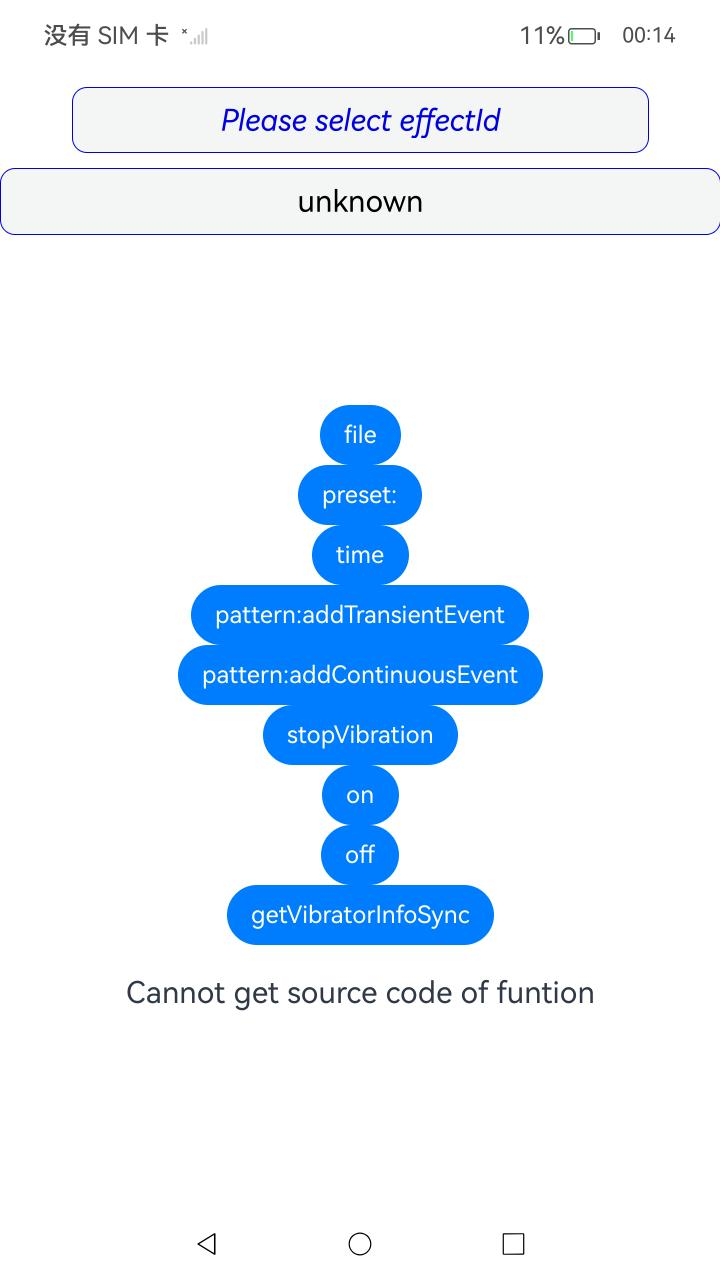 没有 SIM 卡 11% 00:14
Please select effectId
unknown
file
preset:
time
pattern:addTransientEvent
pattern:addContinuousEvent
stopVibration
on
off
getVibratorInfoSync
Cannot get source code of funtion